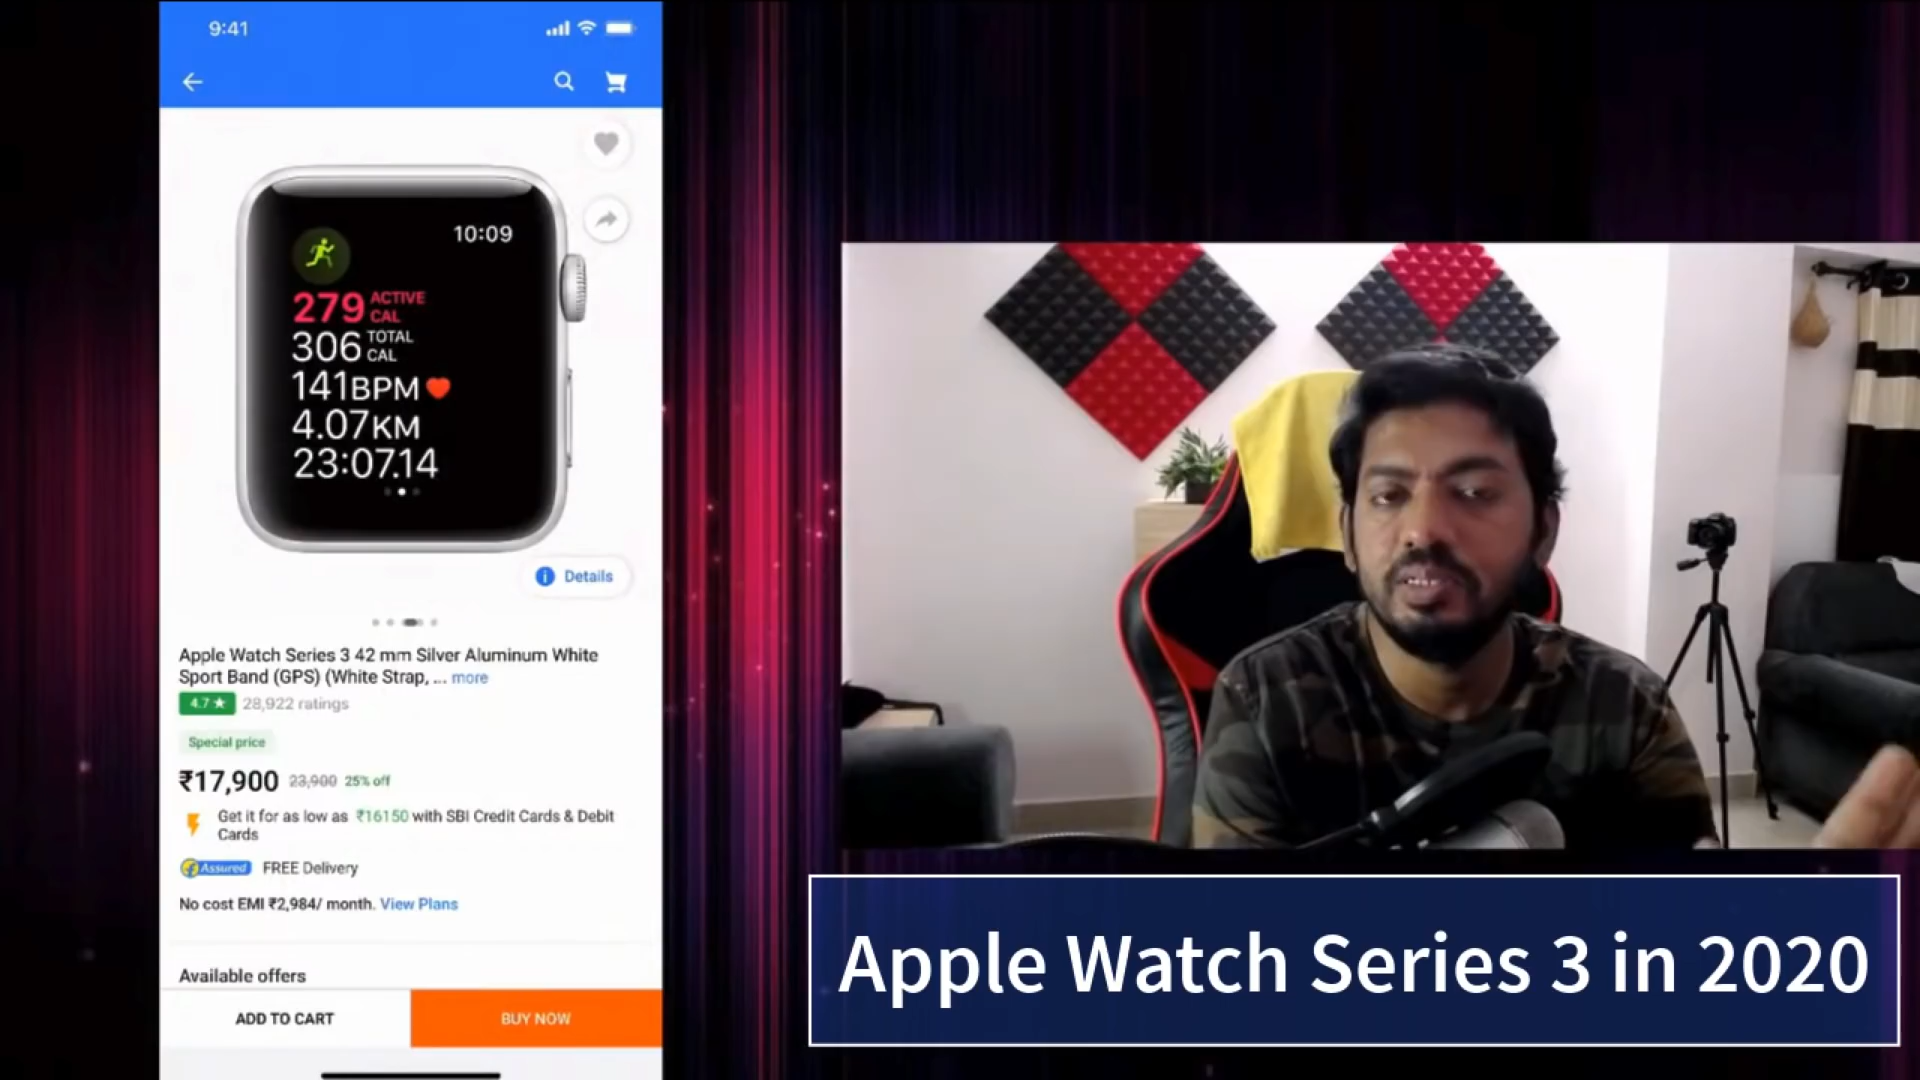 9:41
10:09
279 ACTIVE CAL
306 TOTAL CAL
141BPM
4.07KM
23:07.14
Details
Apple Watch Series 3 42 mm Silver Aluminum White
Sport Band (GPS) (White Strap, ... more
4.7★ 28,922 ratings
Special price
₹17,900 23,900 25% off
Get it for as low as ₹16150 with SBI Credit Cards & Debit
Cards
Assured FREE Delivery
No cost EMI ₹2,984/ month. View Plans
Available offers
ADD TO CART BUY NOW
Apple Watch Series 3 in 2020